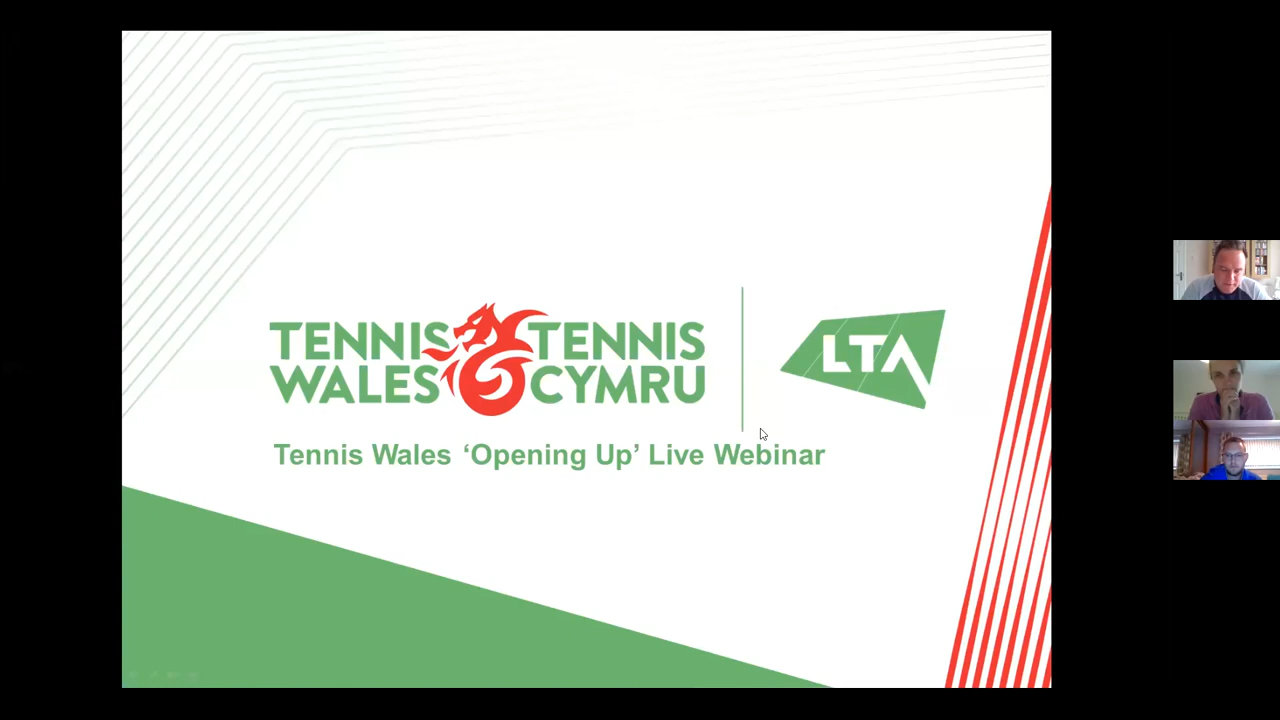 TENNIS WALES
TENNIS CYMRU
LTA
Tennis Wales ‘Opening Up’ Live Webinar